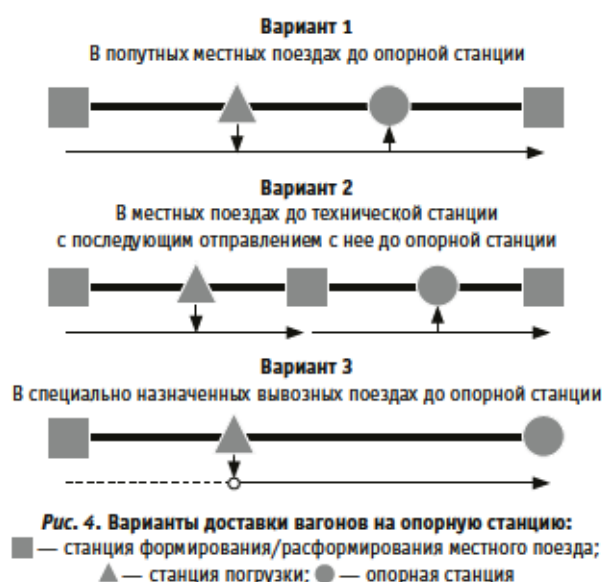 Вариант 1
В попутных местных поездах до опорной станции
Вариант 2
В местных поездах до технической станции
с последующим отправлением с нее до опорной станции
Вариант 3
В специально назначенных вывозных поездах до опорной станции
Рис. 4. Варианты доставки вагонов на опорную станцию:
— станция формирования/расформирования местного поезда;
— станция погрузки; — опорная станция